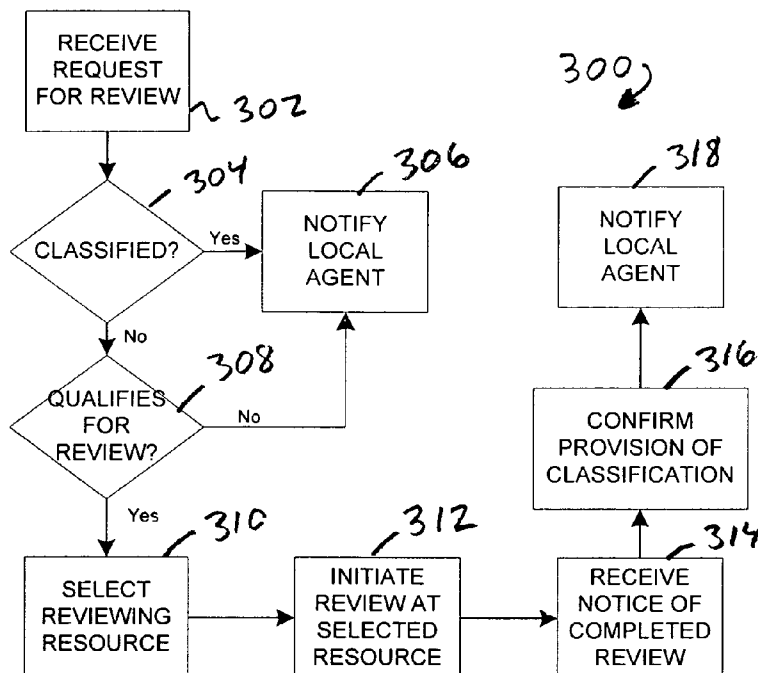 RECEIVE
REQUEST
FOR REVIEW
302
300
304
CLASSIFIED?
Yes
306
NOTIFY
LOCAL
AGENT
318
NOTIFY
LOCAL
AGENT
No
308
QUALIFIES
FOR
REVIEW?
No
316
CONFIRM
PROVISION OF
CLASSIFICATION
Yes
310
SELECT
REVIEWING
RESOURCE
312
INITIATE
REVIEW AT
SELECTED
RESOURCE
314
RECEIVE
NOTICE OF
COMPLETED
REVIEW